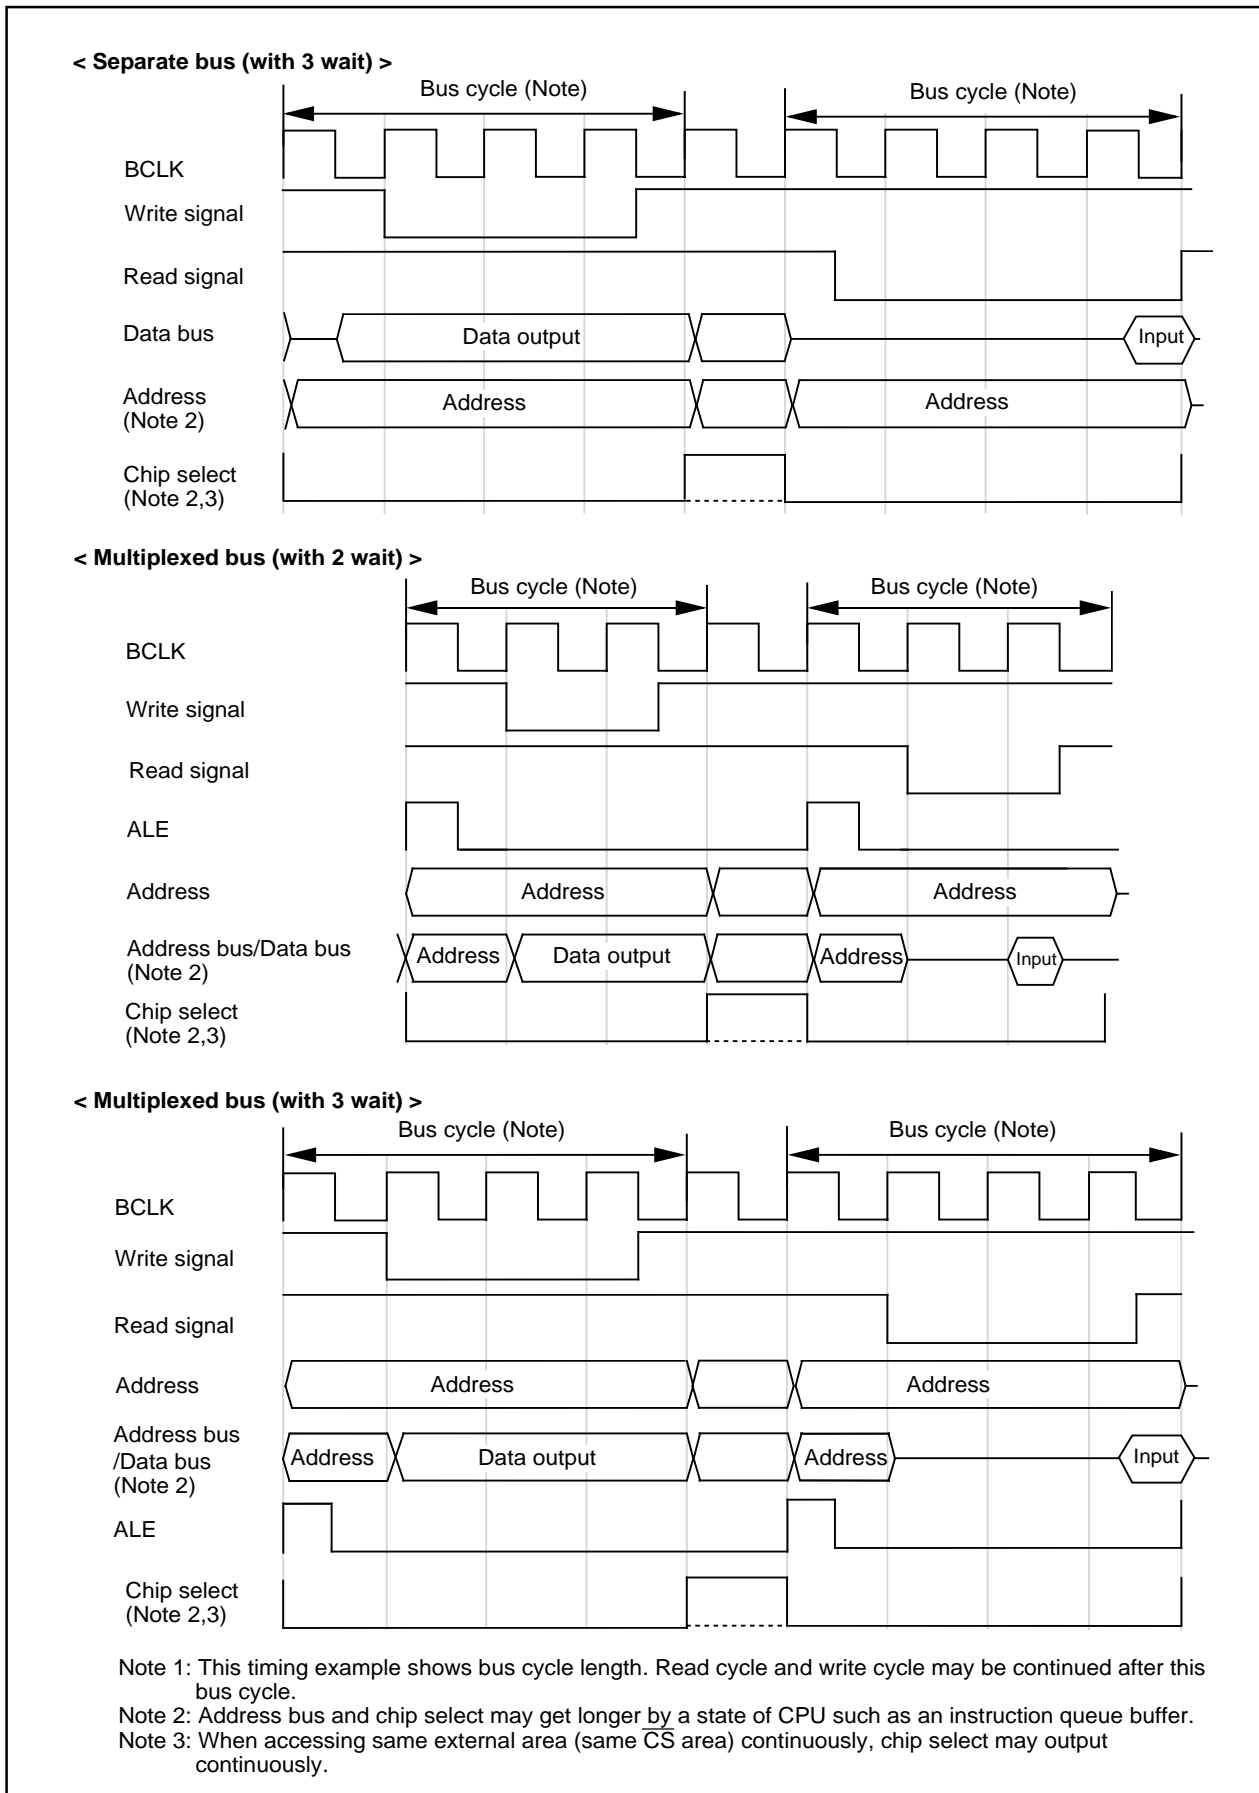 < Separate bus (with 3 wait) >
Bus cycle (Note)
Bus cycle (Note)
BCLK
Write signal
Read signal
Data bus
Data output
Input
Address
(Note 2)
Address
Address
Chip select
(Note 2,3)
< Multiplexed bus (with 2 wait) >
Bus cycle (Note)
Bus cycle (Note)
BCLK
Write signal
Read signal
ALE
Address
Address
Address
Address bus/Data bus
(Note 2)
Address
Data output
Address
Input
Chip select
(Note 2,3)
< Multiplexed bus (with 3 wait) >
Bus cycle (Note)
Bus cycle (Note)
BCLK
Write signal
Read signal
Address
Address
Address
Address bus
/Data bus
(Note 2)
Address
Data output
Address
Input
ALE
Chip select
(Note 2,3)
Note 1: This timing example shows bus cycle length. Read cycle and write cycle may be continued after this
bus cycle.
Note 2: Address bus and chip select may get longer by a state of CPU such as an instruction queue buffer.
Note 3: When accessing same external area (same C̅S̅ area) continuously, chip select may output
continuously.